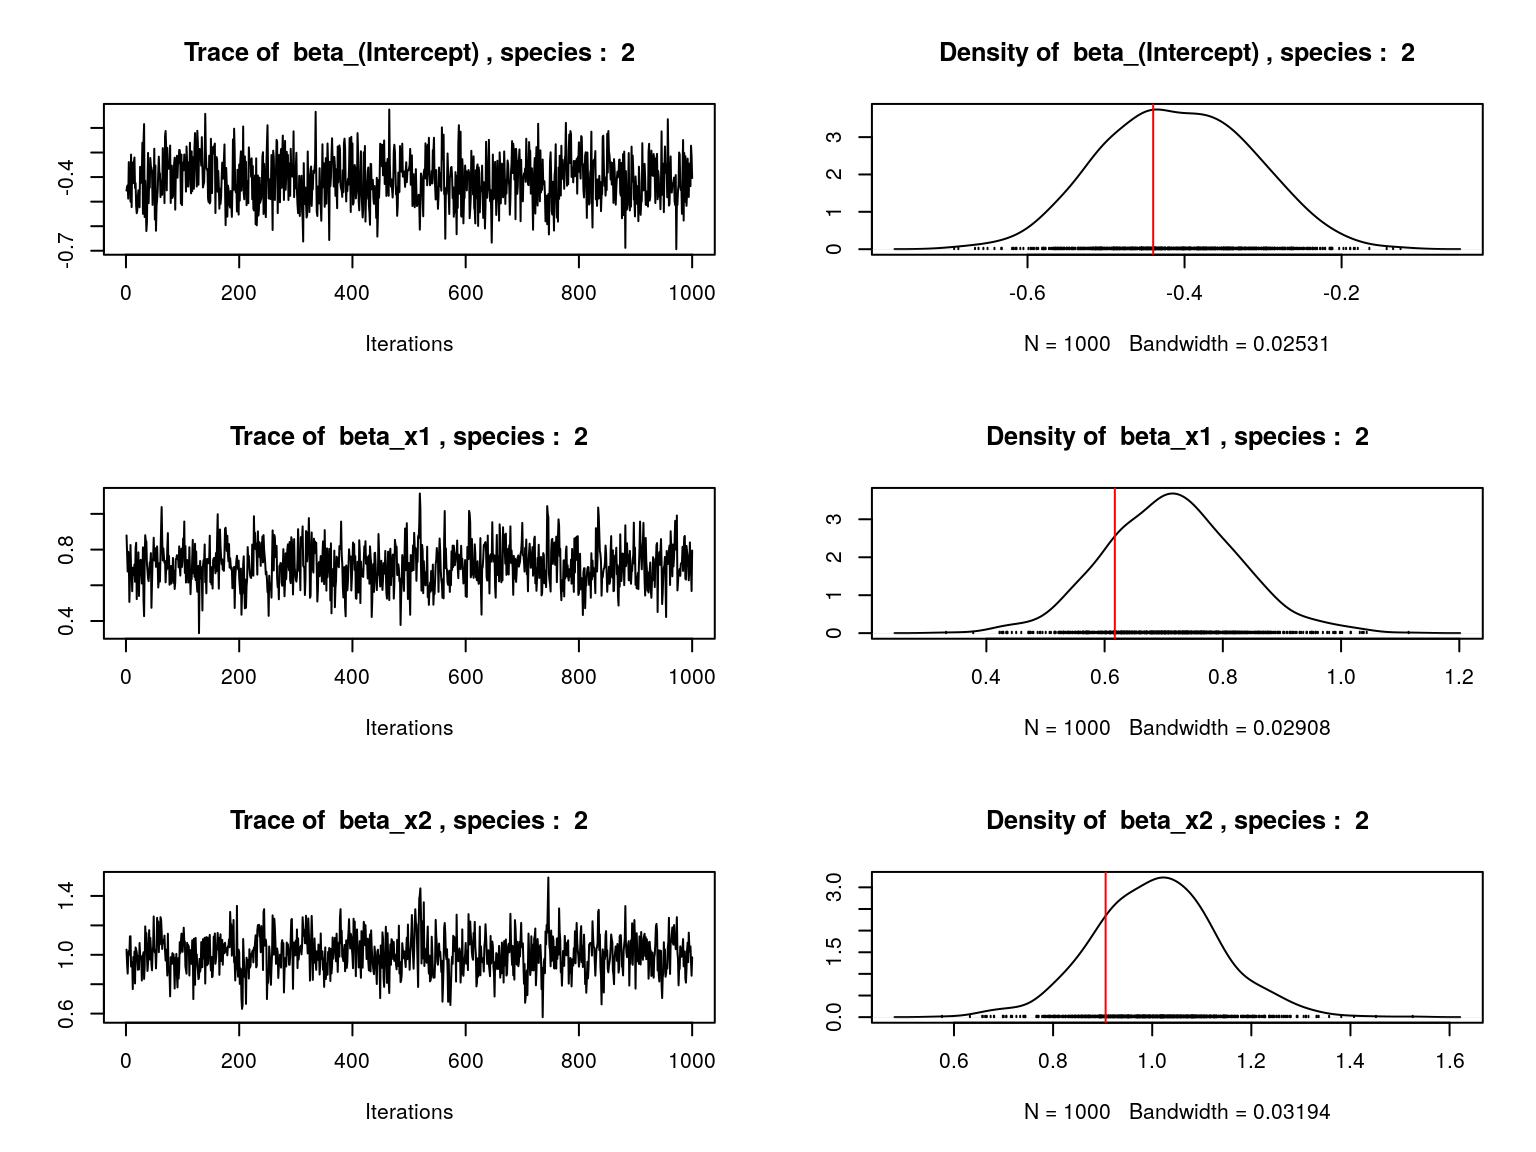 Trace of beta_(Intercept) , species : 2
-0.4
-0.7
0 200 400 600 800 1000
Iterations
Density of beta_(Intercept) , species : 2
3
2
1
0
-0.6 -0.4 -0.2
N = 1000 Bandwidth = 0.02531
Trace of beta_x1 , species : 2
0.8
0.4
0 200 400 600 800 1000
Iterations
Density of beta_x1 , species : 2
3
2
1
0
0.4 0.6 0.8 1.0 1.2
N = 1000 Bandwidth = 0.02908
Trace of beta_x2 , species : 2
1.4
1.0
0.6
0 200 400 600 800 1000
Iterations
Density of beta_x2 , species : 2
3.0
1.5
0.0
0.6 0.8 1.0 1.2 1.4 1.6
N = 1000 Bandwidth = 0.03194